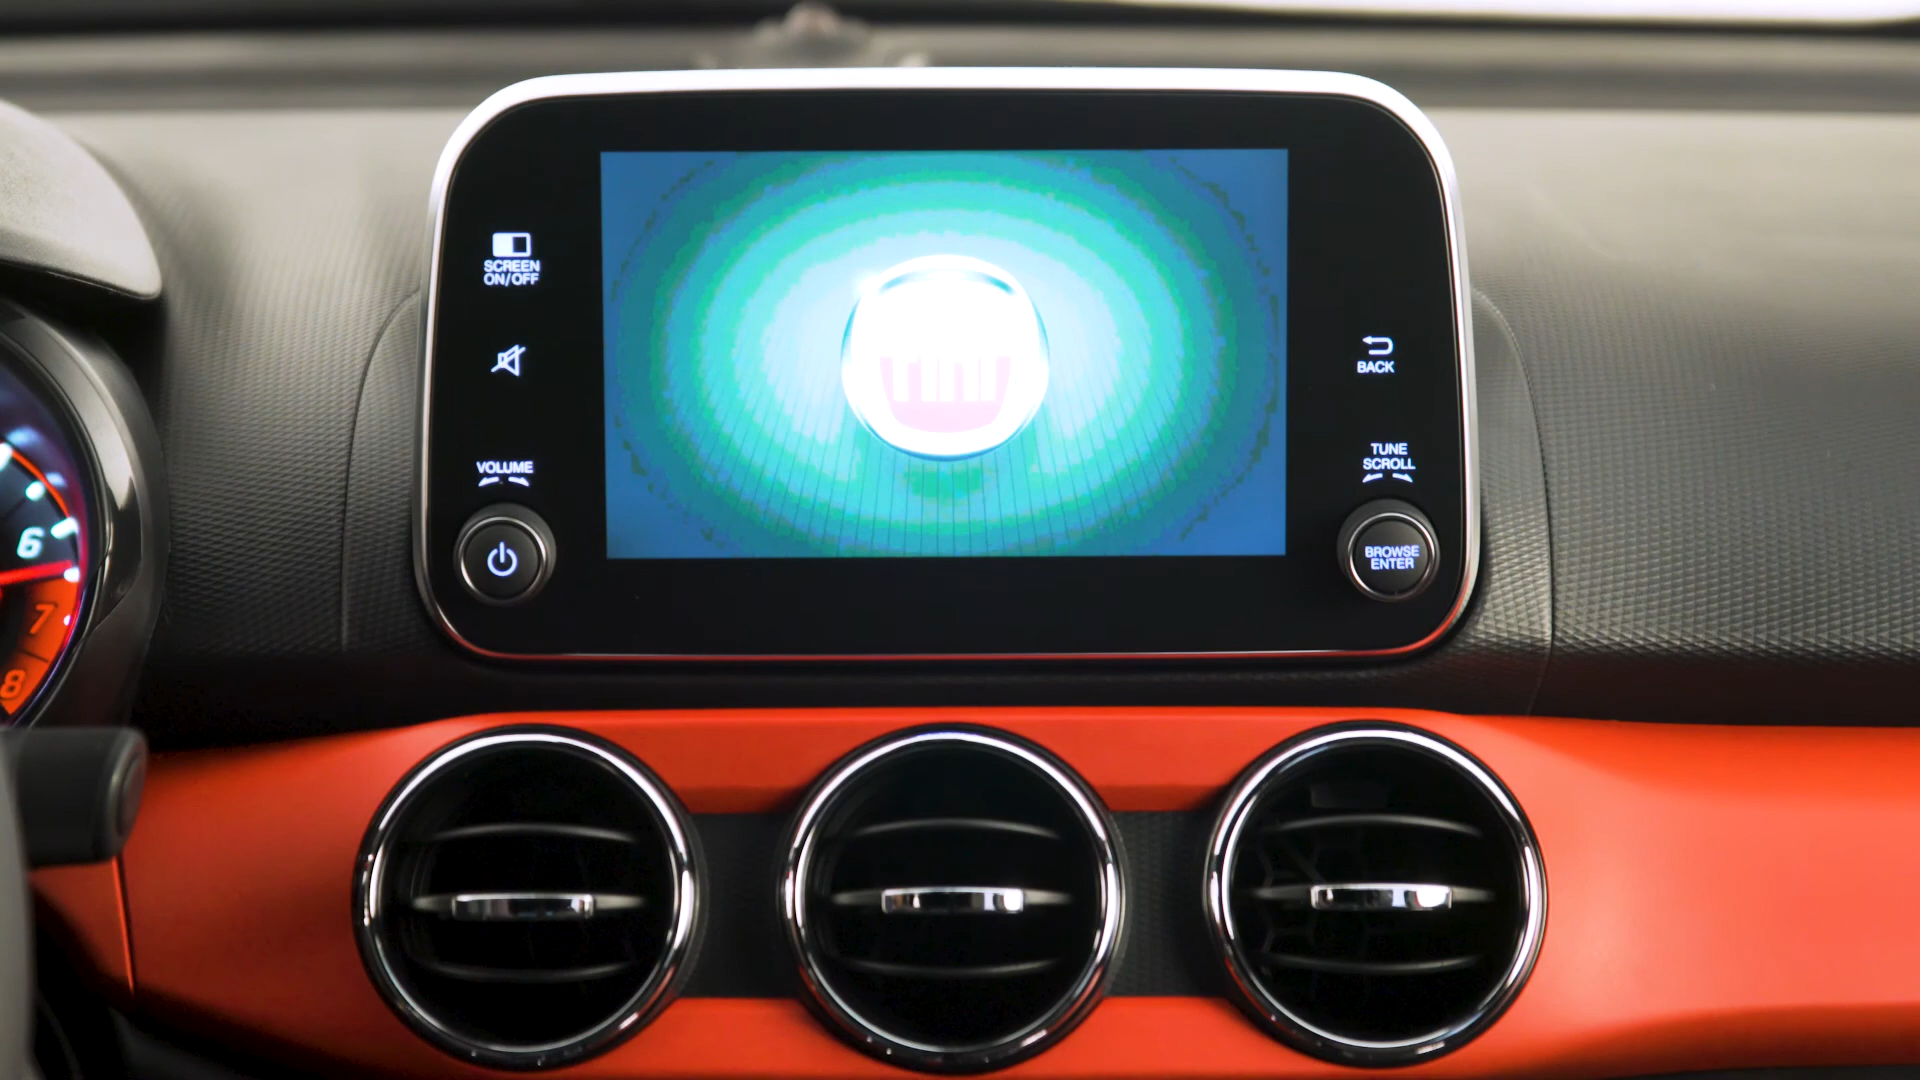 SCREEN
ON/OFF
VOLUME
BACK
TUNE
SCROLL
BROWSE
ENTER
6
7
8